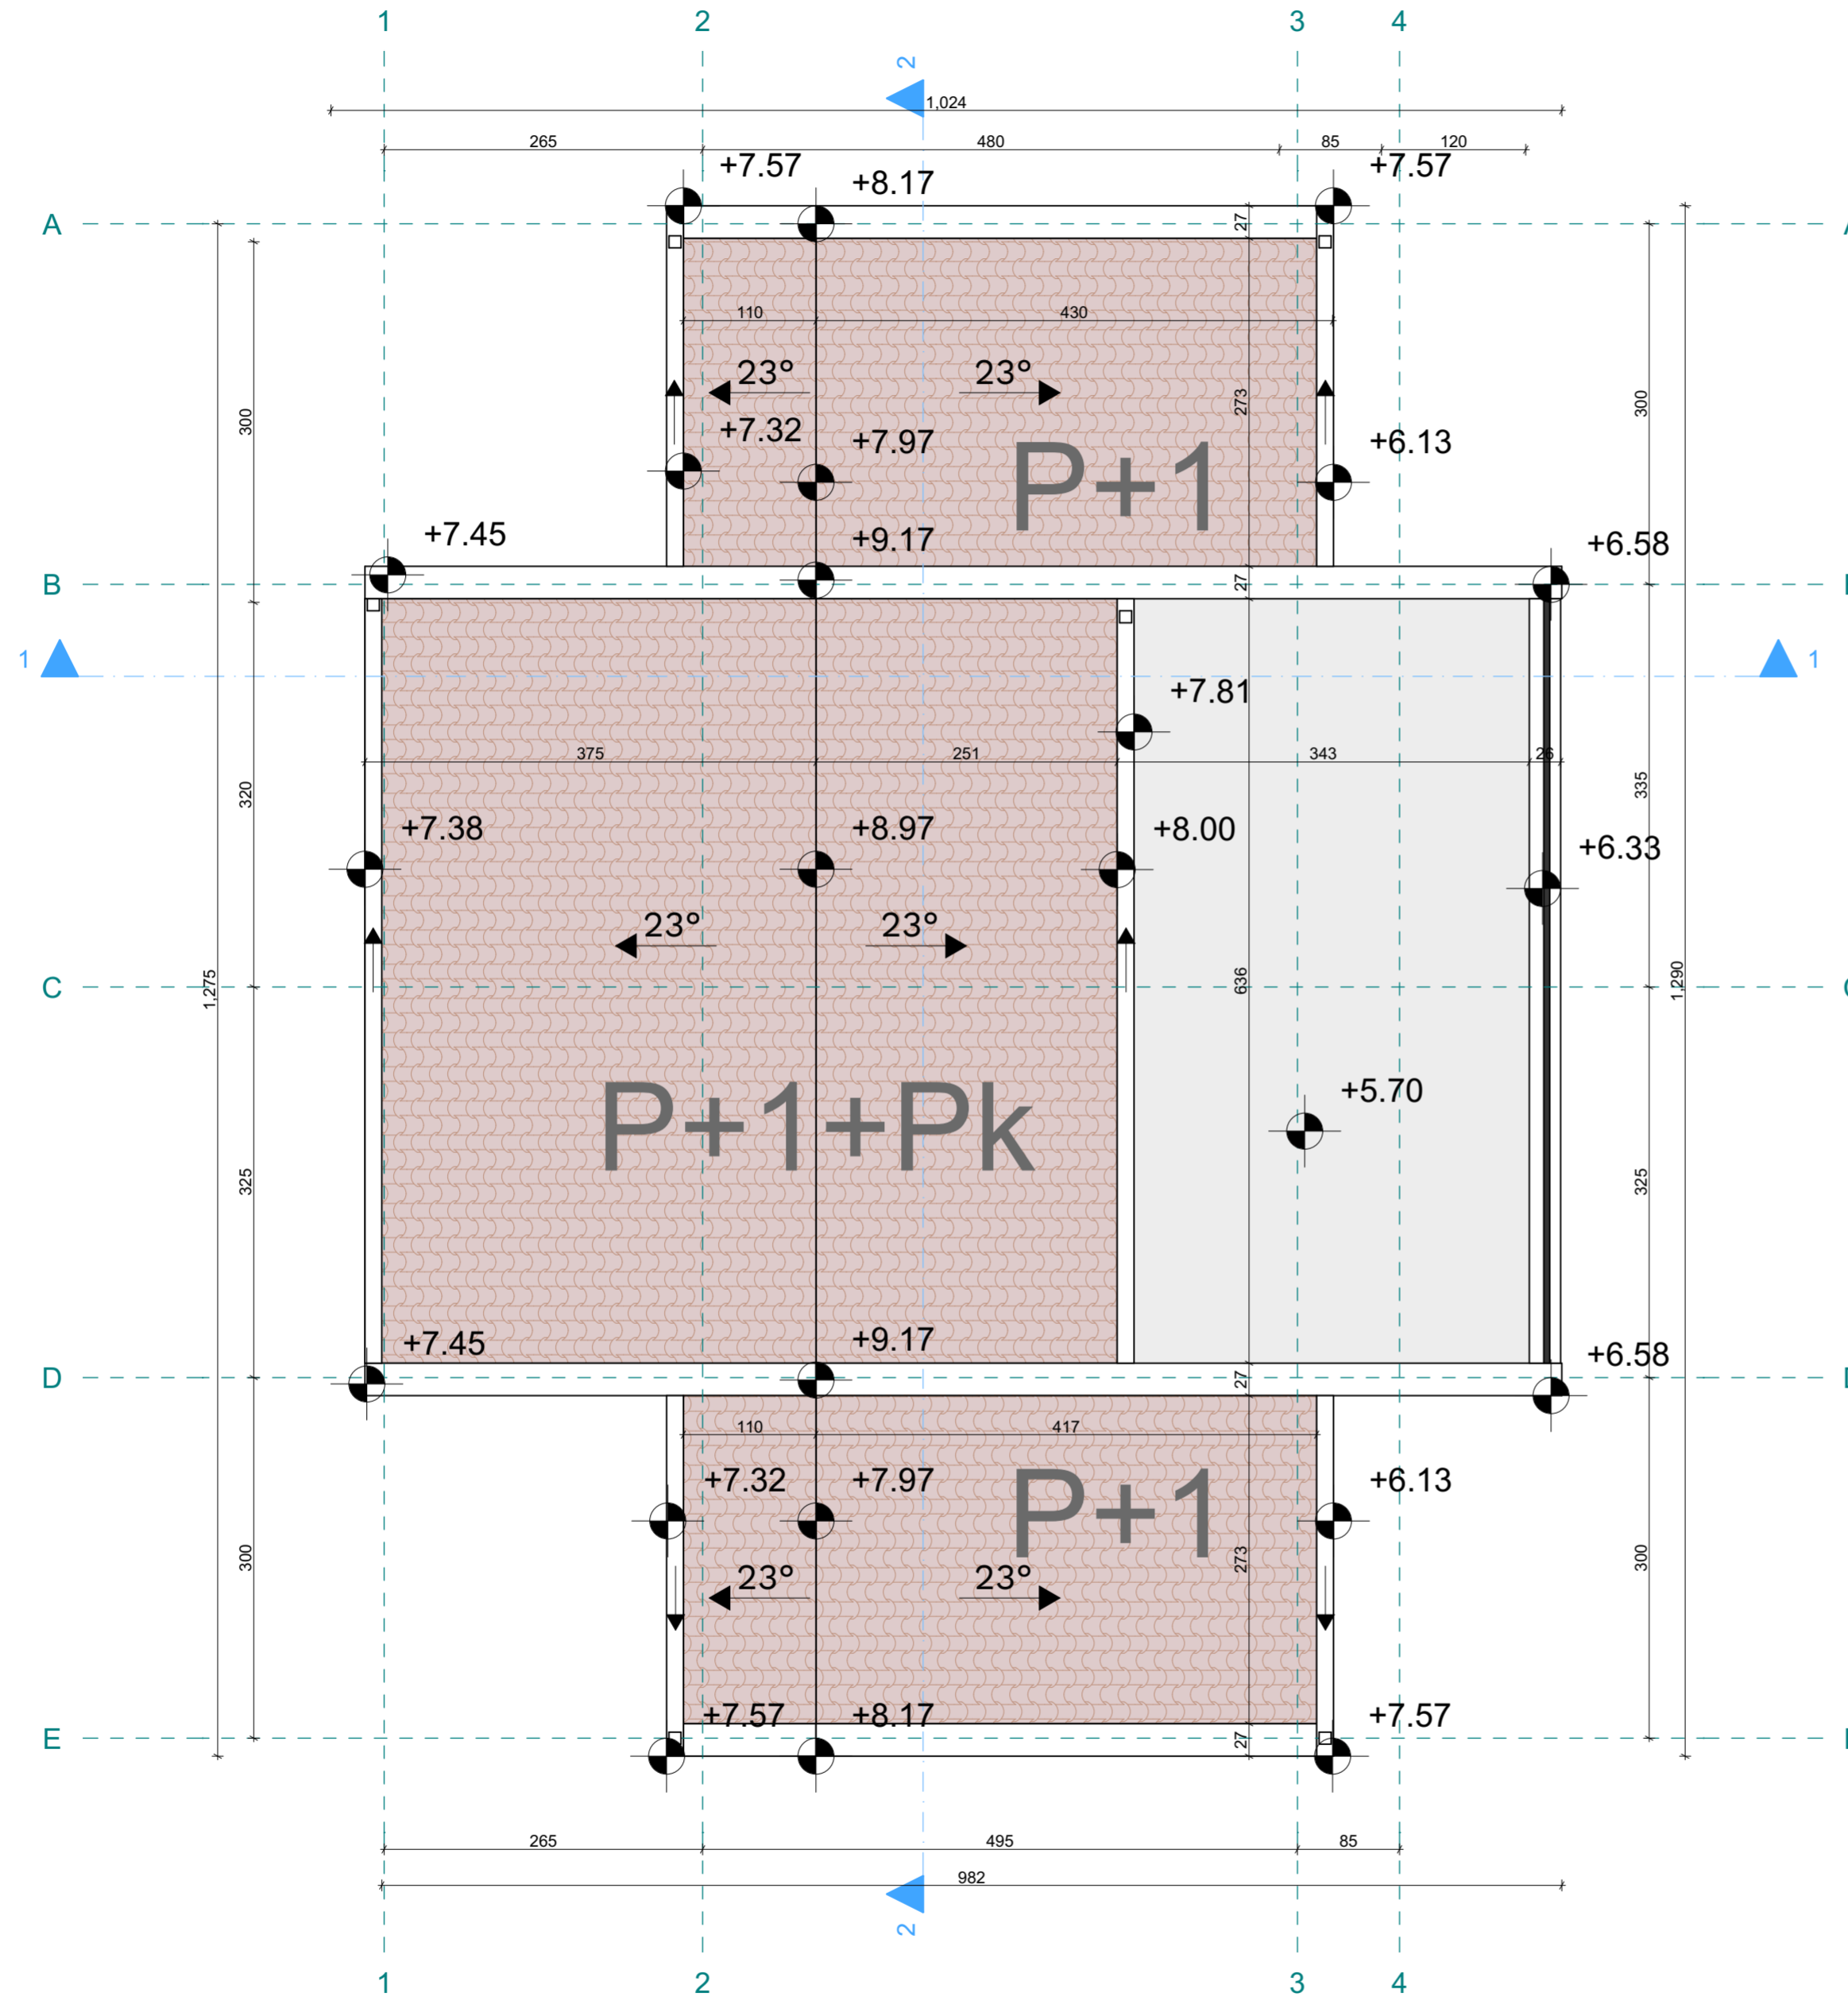 1 2 3 4
2
1,024
265 480 85 120
+7.57 +8.17 +7.57
A
27
110 430
23° 23°
273
300 300
+7.32 +7.97 +6.13
P+1
+7.45 +9.17 +6.58
B 27
1 1
+7.81
375 251 343 26
320 335
+7.38 +8.97 +8.00 +6.33
23° 23°
C 1,275 636 1,290
+5.70
P+1+Pk
325 325
+7.45 +9.17 +6.58
D 27
110 417
+7.32 +7.97 P+1 +6.13
300 273 300
23° 23°
+7.57 +8.17 +7.57
E 27
265 495 85
982
2
1 2 3 4